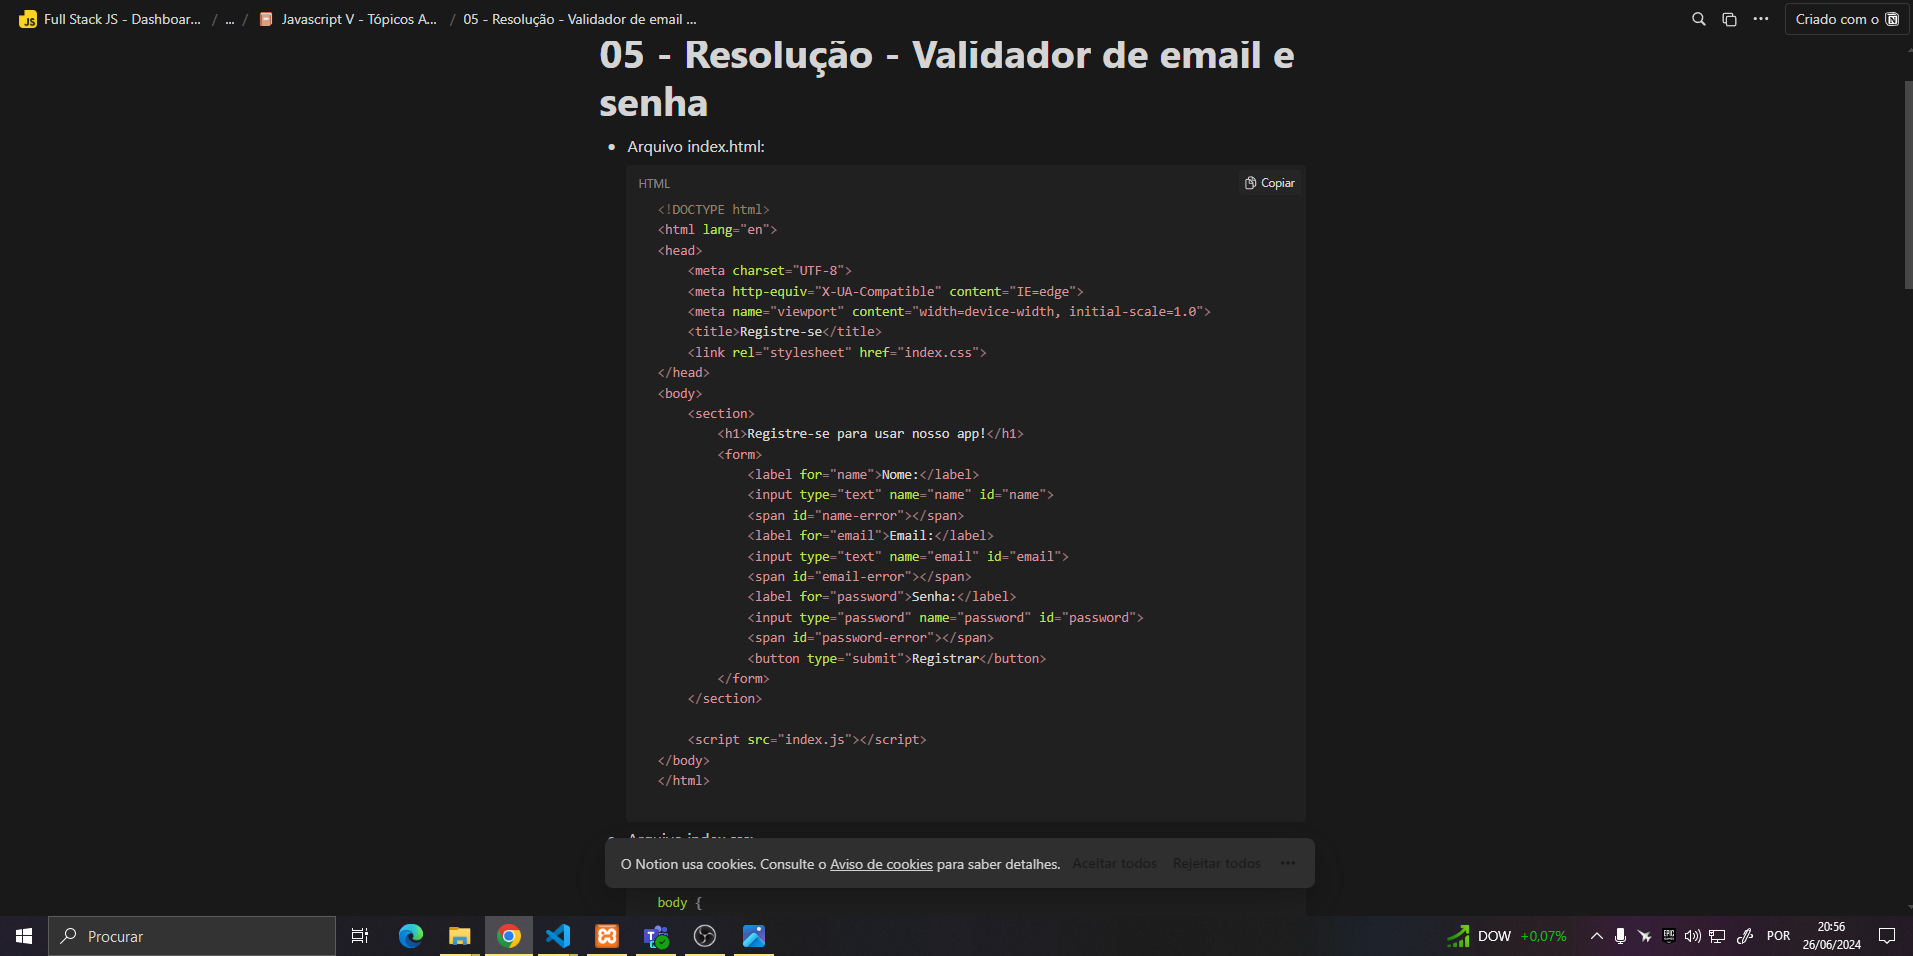 Full Stack JS - Dashboar... / ... / Javascript V - Tópicos A... / 05 - Resolução - Validador de email ...
Criado com o
05 - Resolução - Validador de email e
senha
Arquivo index.html:
HTML
Copiar
<!DOCTYPE html>
<html lang="en">
<head>
<meta charset="UTF-8">
<meta http-equiv="X-UA-Compatible" content="IE=edge">
<meta name="viewport" content="width=device-width, initial-scale=1.0">
<title>Registre-se</title>
<link rel="stylesheet" href="index.css">
</head>
<body>
<section>
<h1>Registre-se para usar nosso app!</h1>
<form>
<label for="name">Nome:</label>
<input type="text" name="name" id="name">
<span id="name-error"></span>
<label for="email">Email:</label>
<input type="text" name="email" id="email">
<span id="email-error"></span>
<label for="password">Senha:</label>
<input type="password" name="password" id="password">
<span id="password-error"></span>
<button type="submit">Registrar</button>
</form>
</section>
<script src="index.js"></script>
</body>
</html>
Arquivo index.css:
O Notion usa cookies. Consulte o Aviso de cookies para saber detalhes. Aceitar todos Rejeitar todos
body {
Procurar
DOW +0,07%
POR
20:56
26/06/2024